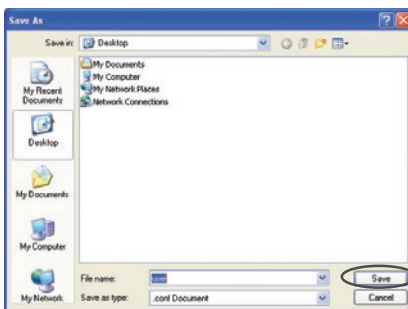 Save As
Save in: Desktop
My Recent Documents
Desktop
My Documents
My Computer
My Network
My Documents
My Computer
My Network Places
Network Connections
File name: user
Save
Save as type: .conf Document
Cancel